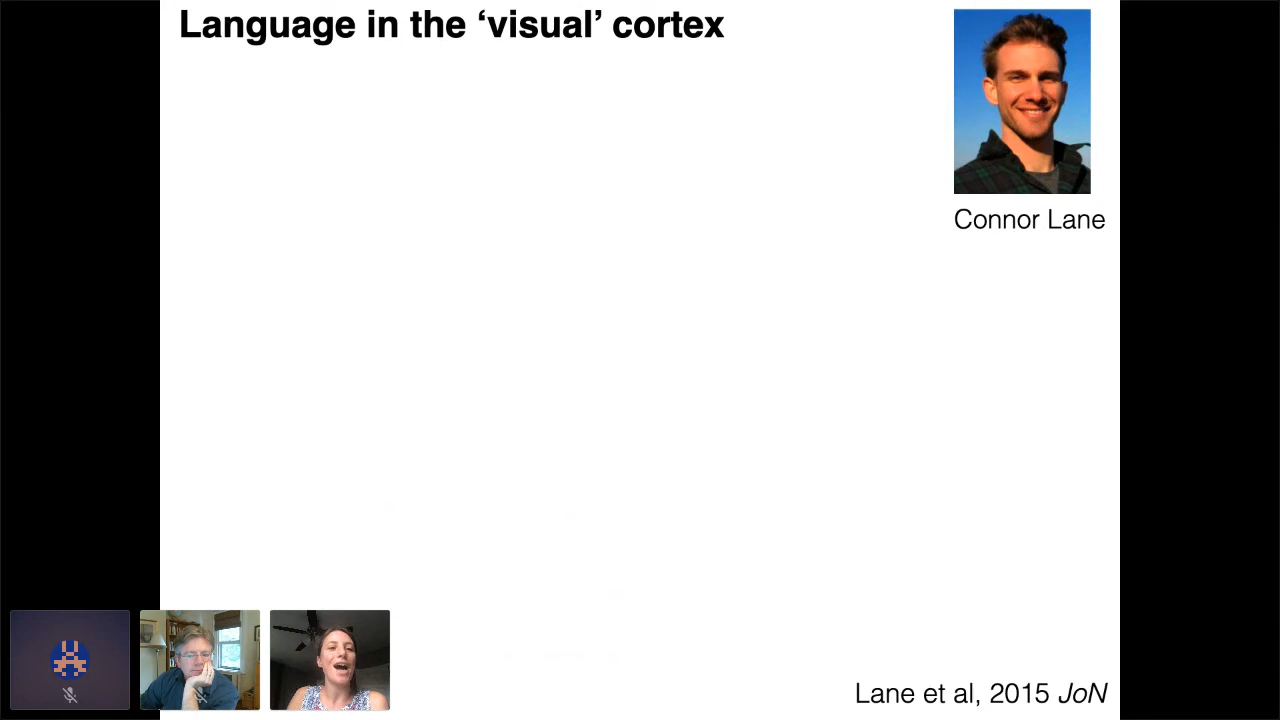 Language in the ‘visual’ cortex
Connor Lane
Lane et al, 2015 JoN